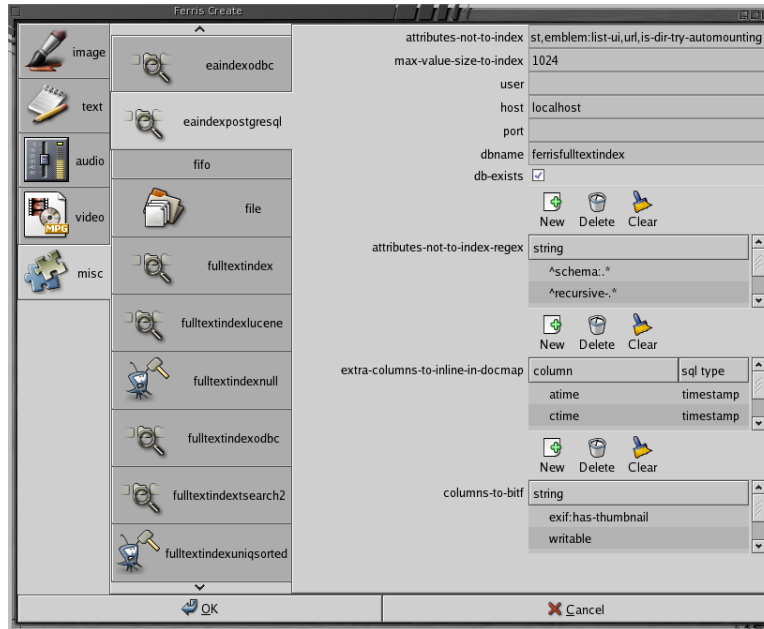 Ferris Create
image
text
audio
video
MPG
misc
eaindexodbc
eaindexpostgresql
fifo
file
fulltextindex
fulltextindexlucene
fulltextindexnull
fulltextindexodbc
fulltextindextsearch2
fulltextindexuniqsorted
attributes-not-to-index st,emblem:list-ui,url,is-dir-try-automounting
max-value-size-to-index 1024
user
host localhost
port
dbname ferrisfulltextindex
db-exists
New Delete Clear
attributes-not-to-index-regex string
^schema:.*
^recursive-.*
New Delete Clear
extra-columns-to-inline-in-docmap column sql type
atime timestamp
ctime timestamp
New Delete Clear
columns-to-bitf string
exif:has-thumbnail
writable
OK
Cancel